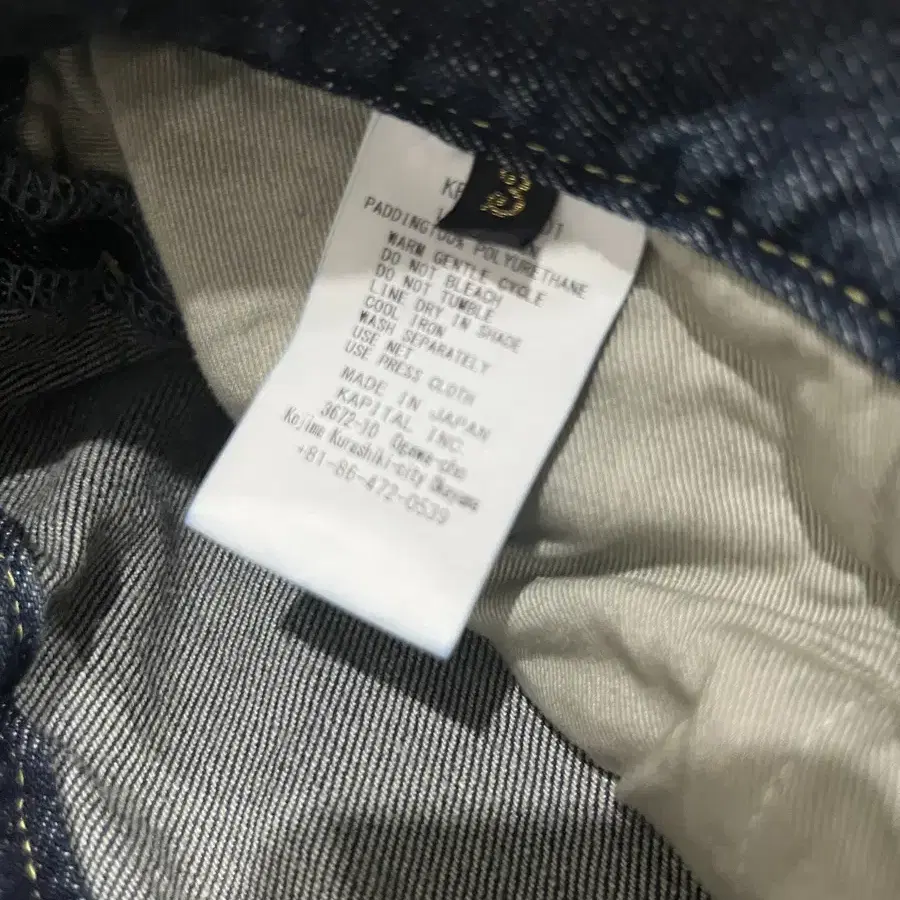 3
PADDING100% POLYURETHANE
WARM GENTLE CYCLE
DO NOT BLEACH
DO NOT TUMBLE
LINE DRY IN SHADE
COOL IRON
WASH SEPARATELY
USE NET
USE PRESS CLOTH
MADE IN JAPAN
KAPITAL INC.
3672-10 Ogawa-cho
Kojima Kurashiki-city Okayama
+81-86-472-0539